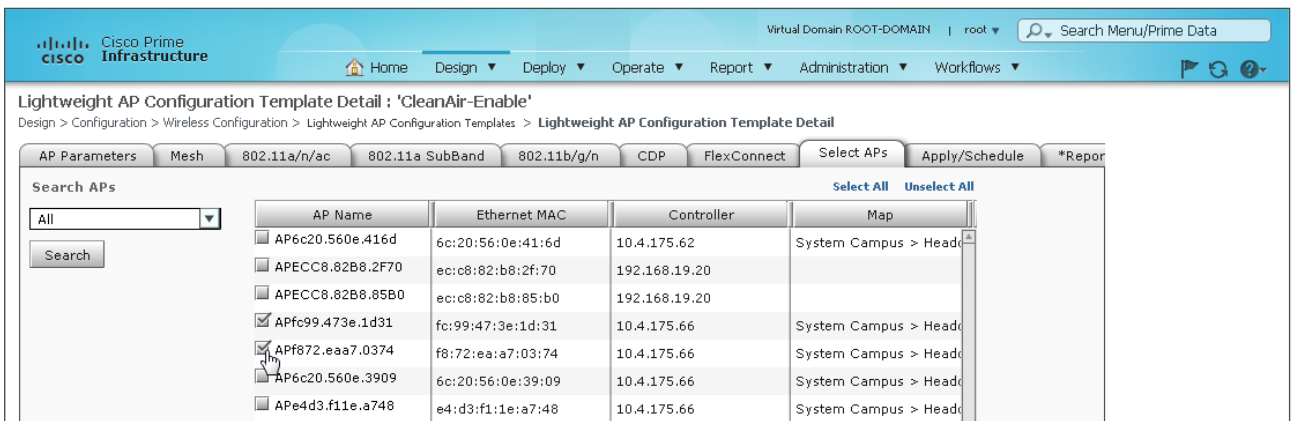 Virtual Domain ROOT-DOMAIN | root ▼ Search Menu/Prime Data
Cisco Prime
cisco Infrastructure
Home Design ▼ Deploy ▼ Operate ▼ Report ▼ Administration ▼ Workflows ▼
Lightweight AP Configuration Template Detail : 'CleanAir-Enable'
Design > Configuration > Wireless Configuration > Lightweight AP Configuration Templates > Lightweight AP Configuration Template Detail
AP Parameters Mesh 802.11a/n/ac 802.11a SubBand 802.11b/g/n CDP FlexConnect Select APs Apply/Schedule *Repor
Search APs Select All Unselect All
All AP Name Ethernet MAC Controller Map
AP6c20.560e.416d 6c:20:56:0e:41:6d 10.4.175.62 System Campus > Head
Search APECC8.82B8.2F70 ec:c8:82:b8:2f:70 192.168.19.20
APECC8.82B8.85B0 ec:c8:82:b8:85:b0 192.168.19.20
APfc99.473e.1d31 fc:99:47:3e:1d:31 10.4.175.66 System Campus > Head
APf872.eaa7.0374 f8:72:ea:a7:03:74 10.4.175.66 System Campus > Head
AP6c20.560e.3909 6c:20:56:0e:39:09 10.4.175.66 System Campus > Head
APe4d3.f11e.a748 e4:d3:f1:1e:a7:48 10.4.175.66 System Campus > Head